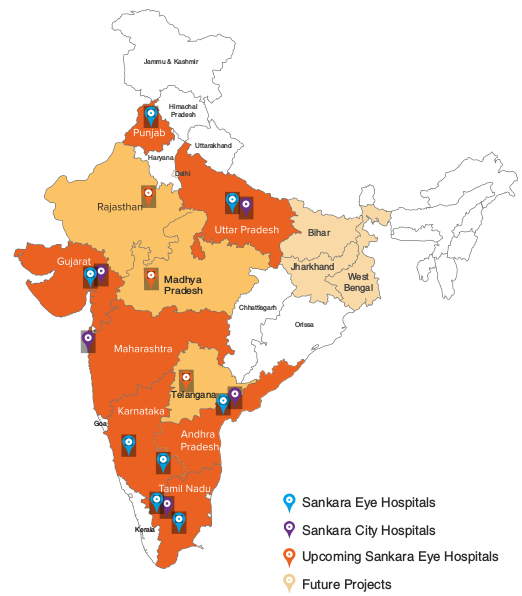 Jammu & Kashmir
Himachal
Pradesh
Punjab
Uttarakhand
Haryana
Delhi
Rajasthan
Uttar Pradesh
Bihar
Gujarat
Jharkhand
West
Bengal
Madhya
Pradesh
Chhattisgarh
Orissa
Maharashtra
Telangana
Karnataka
Goa
Andhra
Pradesh
Tamil Nadu
Kerala
Sankara Eye Hospitals
Sankara City Hospitals
Upcoming Sankara Eye Hospitals
Future Projects